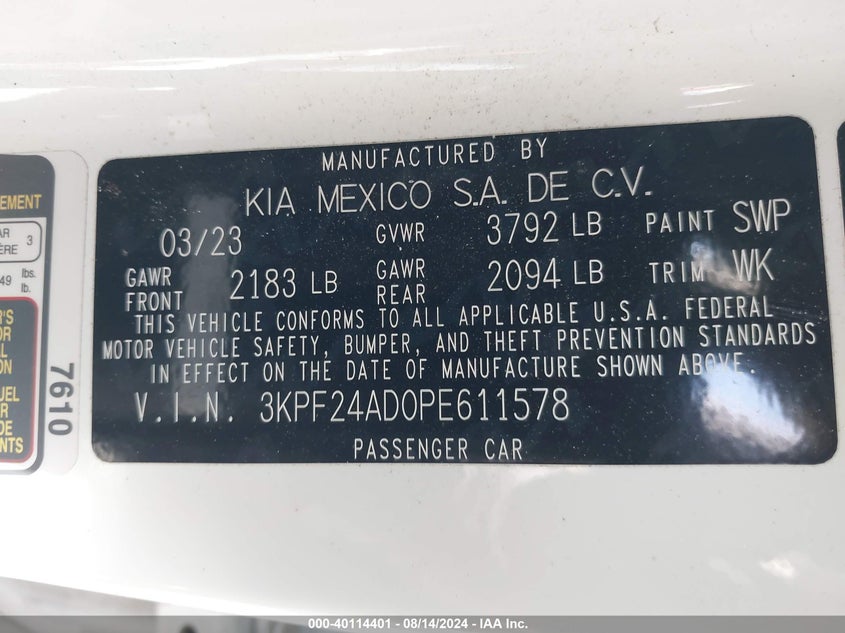 MANUFACTURED BY
KIA MEXICO S.A. DE C.V.
03/23 GVWR 3792 LB PAINT SWP
GAWR FRONT 2183 LB GAWR REAR 2094 LB TRIM WK
THIS VEHICLE CONFORMS TO ALL APPLICABLE U.S.A. FEDERAL
MOTOR VEHICLE SAFETY, BUMPER, AND THEFT PREVENTION STANDARDS
IN EFFECT ON THE DATE OF MANUFACTURE SHOWN ABOVE.
V.I.N. 3KPF24AD0PE611578
PASSENGER CAR
7610
000-40114401 - 08/14/2024 - IAA Inc.